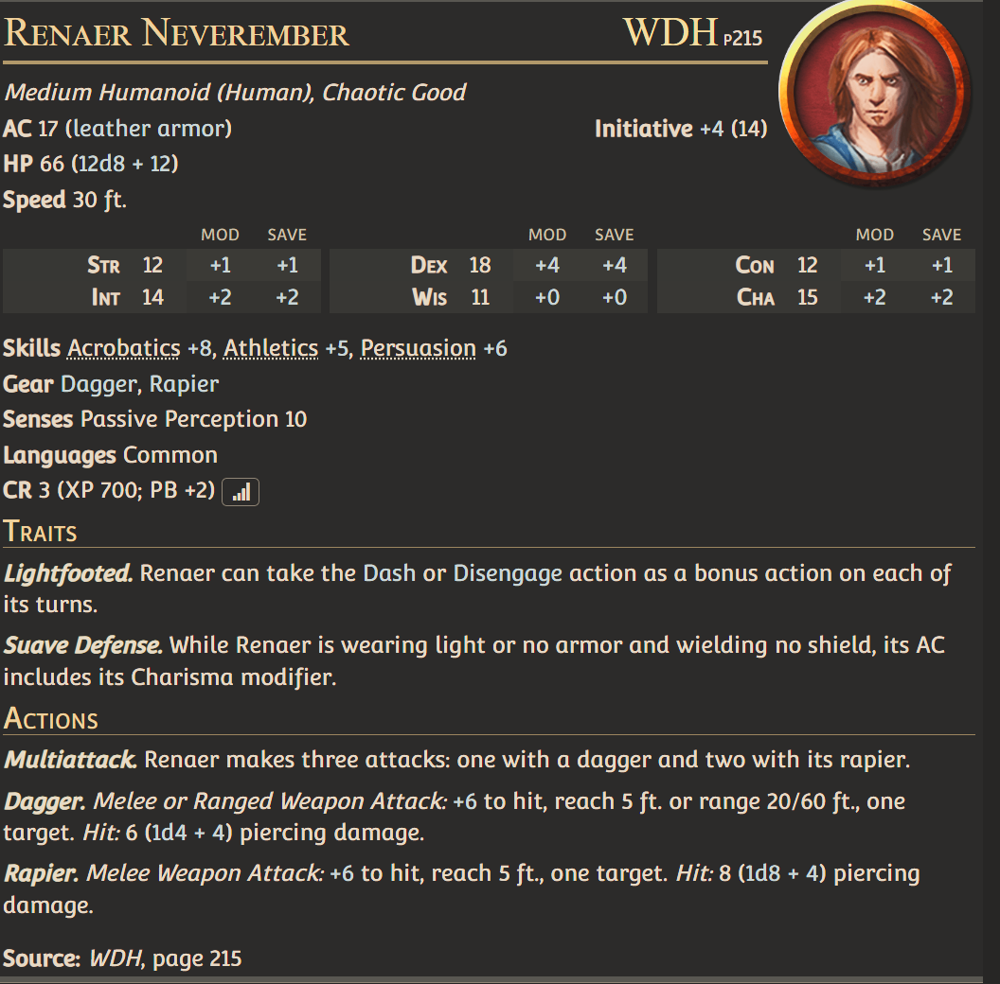 Renaer Neverember WDH p215
Medium Humanoid (Human), Chaotic Good
AC 17 (leather armor) Initiative +4 (14)
HP 66 (12d8 + 12)
Speed 30 ft.
MOD SAVE MOD SAVE MOD SAVE
Str 12 +1 +1 Dex 18 +4 +4 Con 12 +1 +1
Int 14 +2 +2 Wis 11 +0 +0 Cha 15 +2 +2
Skills Acrobatics +8, Athletics +5, Persuasion +6
Gear Dagger, Rapier
Senses Passive Perception 10
Languages Common
CR 3 (XP 700; PB +2)
Traits
Lightfooted. Renaer can take the Dash or Disengage action as a bonus action on each of
its turns.
Suave Defense. While Renaer is wearing light or no armor and wielding no shield, its AC
includes its Charisma modifier.
Actions
Multiattack. Renaer makes three attacks: one with a dagger and two with its rapier.
Dagger. Melee or Ranged Weapon Attack: +6 to hit, reach 5 ft. or range 20/60 ft., one
target. Hit: 6 (1d4 + 4) piercing damage.
Rapier. Melee Weapon Attack: +6 to hit, reach 5 ft., one target. Hit: 8 (1d8 + 4) piercing
damage.
Source: WDH, page 215